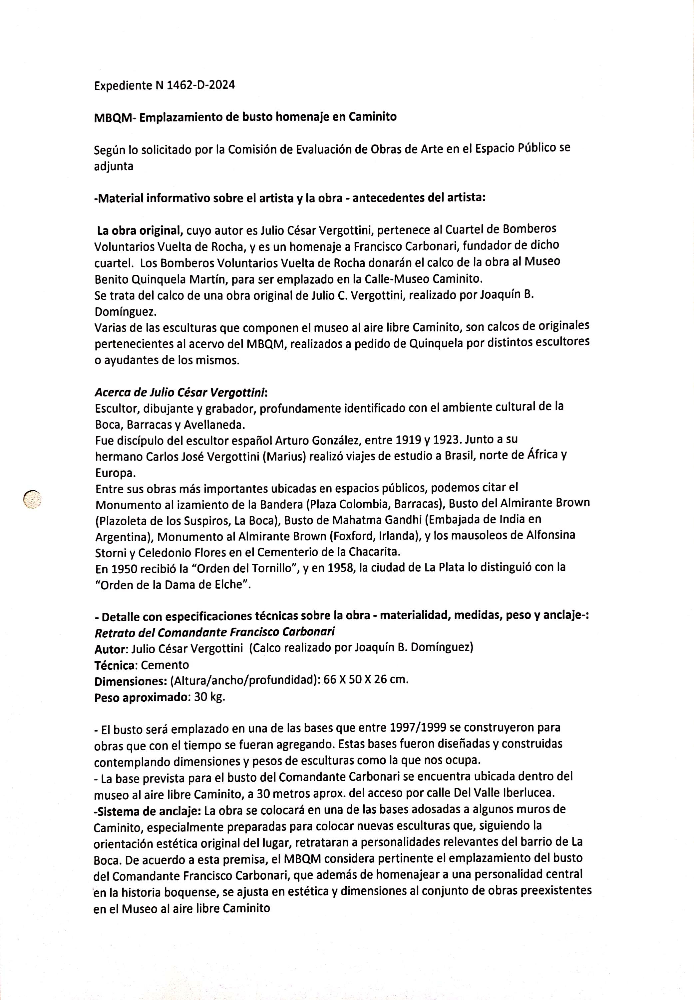 Expediente N 1462-D-2024
MBQM- Emplazamiento de busto homenaje en Caminito
Según lo solicitado por la Comisión de Evaluación de Obras de Arte en el Espacio Público se
adjunta
-Material informativo sobre el artista y la obra - antecedentes del artista:
La obra original, cuyo autor es Julio César Vergottini, pertenece al Cuartel de Bomberos
Voluntarios Vuelta de Rocha, y es un homenaje a Francisco Carbonari, fundador de dicho
cuartel. Los Bomberos Voluntarios Vuelta de Rocha donarán el calco de la obra al Museo
Benito Quinquela Martín, para ser emplazado en la Calle-Museo Caminito.
Se trata del calco de una obra original de Julio C. Vergottini, realizado por Joaquín B.
Domínguez.
Varias de las esculturas que componen el museo al aire libre Caminito, son calcos de originales
pertenecientes al acervo del MBQM, realizados a pedido de Quinquela por distintos escultores
o ayudantes de los mismos.
Acerca de Julio César Vergottini:
Escultor, dibujante y grabador, profundamente identificado con el ambiente cultural de la
Boca, Barracas y Avellaneda.
Fue discípulo del escultor español Arturo González, entre 1919 y 1923. Junto a su
hermano Carlos José Vergottini (Marius) realizó viajes de estudio a Brasil, norte de África y
Europa.
Entre sus obras más importantes ubicadas en espacios públicos, podemos citar el
Monumento al izamiento de la Bandera (Plaza Colombia, Barracas), Busto del Almirante Brown
(Plazoleta de los Suspiros, La Boca), Busto de Mahatma Gandhi (Embajada de India en
Argentina), Monumento al Almirante Brown (Foxford, Irlanda), y los mausoleos de Alfonsina
Storni y Celedonio Flores en el Cementerio de la Chacarita.
En 1950 recibió la “Orden del Tornillo”, y en 1958, la ciudad de La Plata lo distinguió con la
“Orden de la Dama de Elche”.
- Detalle con especificaciones técnicas sobre la obra - materialidad, medidas, peso y anclaje-:
Retrato del Comandante Francisco Carbonari
Autor: Julio César Vergottini (Calco realizado por Joaquín B. Domínguez)
Técnica: Cemento
Dimensiones: (Altura/ancho/profundidad): 66 X 50 X 26 cm.
Peso aproximado: 30 kg.
- El busto será emplazado en una de las bases que entre 1997/1999 se construyeron para
obras que con el tiempo se fueran agregando. Estas bases fueron diseñadas y construidas
contemplando dimensiones y pesos de esculturas como la que nos ocupa.
- La base prevista para el busto del Comandante Carbonari se encuentra ubicada dentro del
museo al aire libre Caminito, a 30 metros aprox. del acceso por calle Del Valle Iberlucea.
-Sistema de anclaje: La obra se colocará en una de las bases adosadas a algunos muros de
Caminito, especialmente preparadas para colocar nuevas esculturas que, siguiendo la
orientación estética original del lugar, retrataran a personalidades relevantes del barrio de La
Boca. De acuerdo a esta premisa, el MBQM considera pertinente el emplazamiento del busto
del Comandante Francisco Carbonari, que además de homenajear a una personalidad central
en la historia boquense, se ajusta en estética y dimensiones al conjunto de obras preexistentes
en el Museo al aire libre Caminito